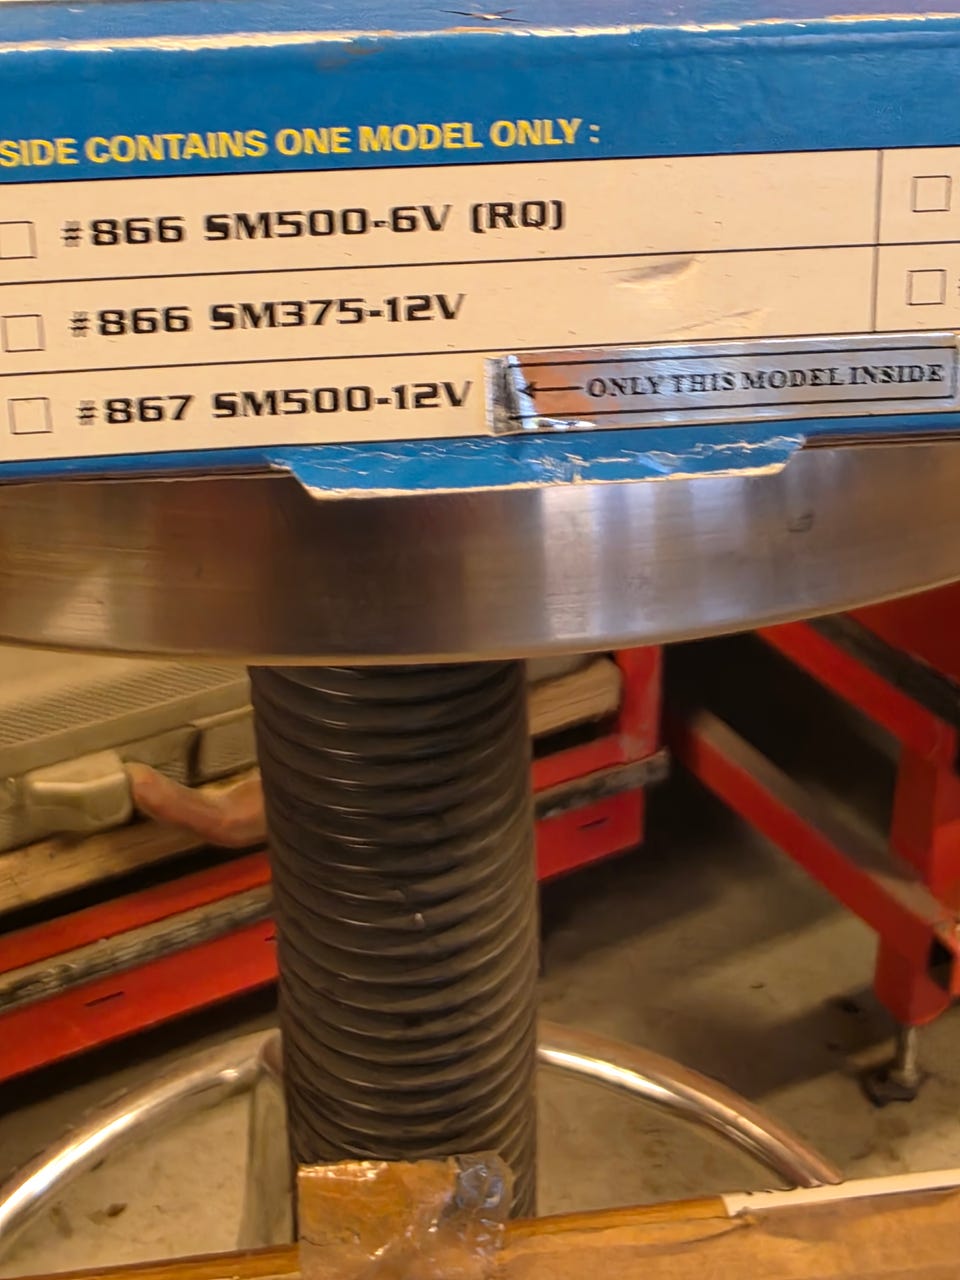 SIDE CONTAINS ONE MODEL ONLY :
#866 SM500-6V (RQ)
#866 SM375-12V
#867 SM500-12V ONLY THIS MODEL INSIDE